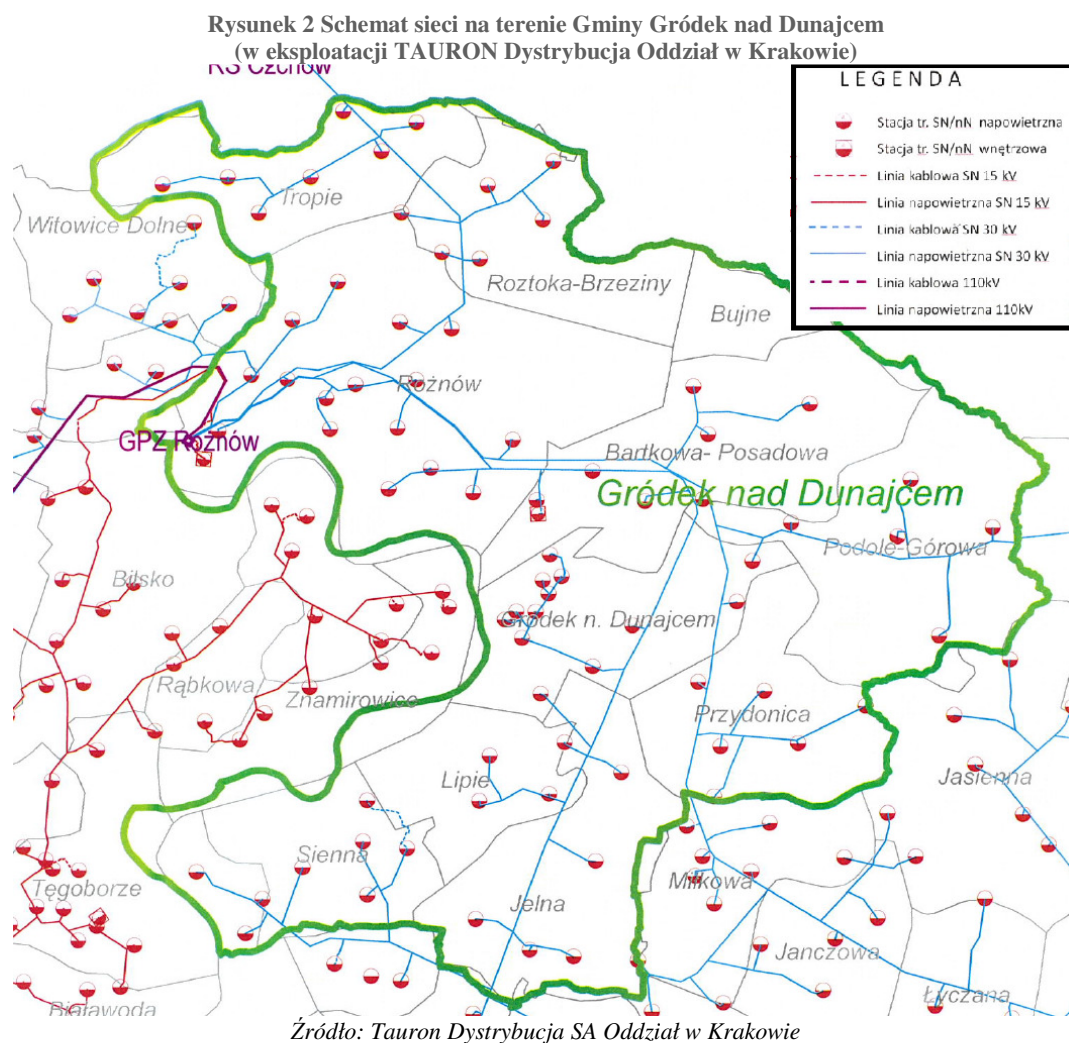 Rysunek 2 Schemat sieci na terenie Gminy Gródek nad Dunajcem
(w eksploatacji TAURON Dystrybucja Oddział w Krakowie)
RS Czchów
LEGENDA
Stacja tr. SN/nN napowietrzna
Stacja tr. SN/nN wnętrzowa
Linia kablowa SN 15 kV
Linia napowietrzna SN 15 kV
Linia kablowa SN 30 kV
Linia napowietrzna SN 30 kV
Linia kablowa 110kV
Linia napowietrzna 110kV
Tropie
Witowice Dolne
Roztoka-Brzeziny
Bujne
Rożnów
GPZ Rożnów
Bartkowa- Posadowa
Gródek nad Dunajcem
Podole-Górowa
Bilsko
Gródek n. Dunajcem
Rąbkowa
Znamirowice
Przydonica
Lipie
Jasienna
Sienna
Tęgoborze
Miłkowa
Jelna
Janczowa
Białawoda
Łyczana
Źródło: Tauron Dystrybucja SA Oddział w Krakowie